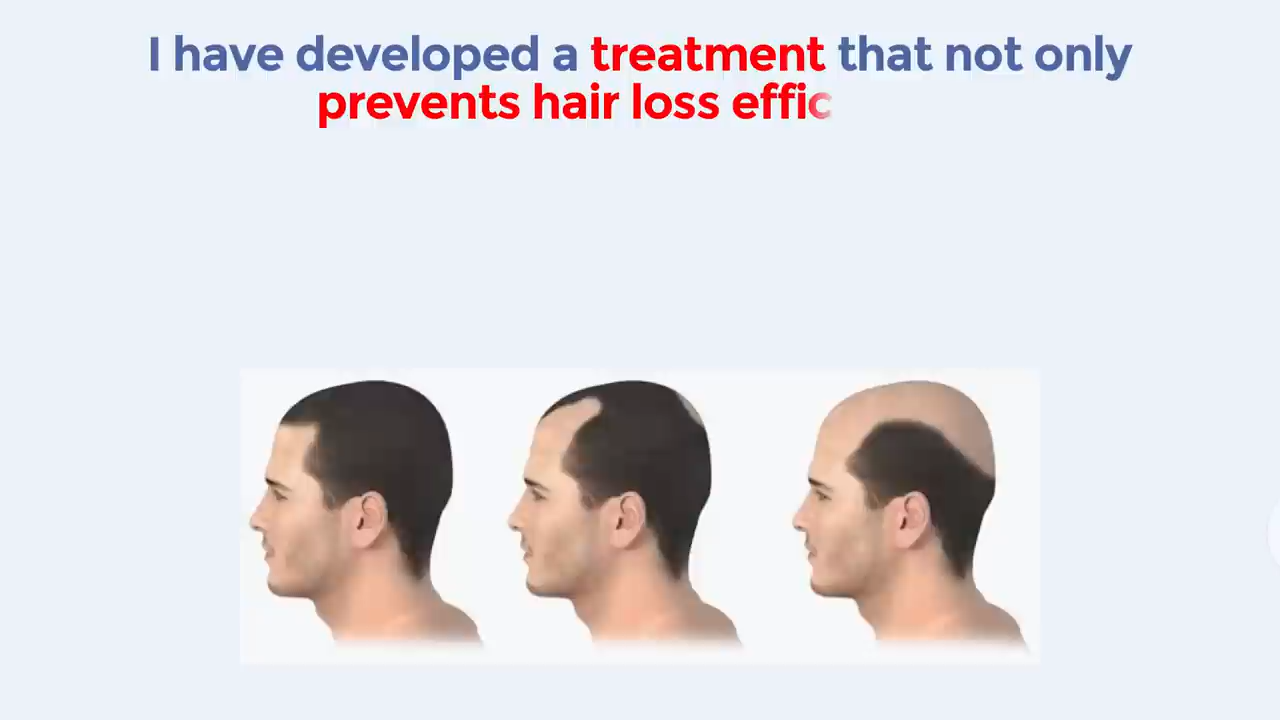 I have developed a treatment that not only
prevents hair loss effic